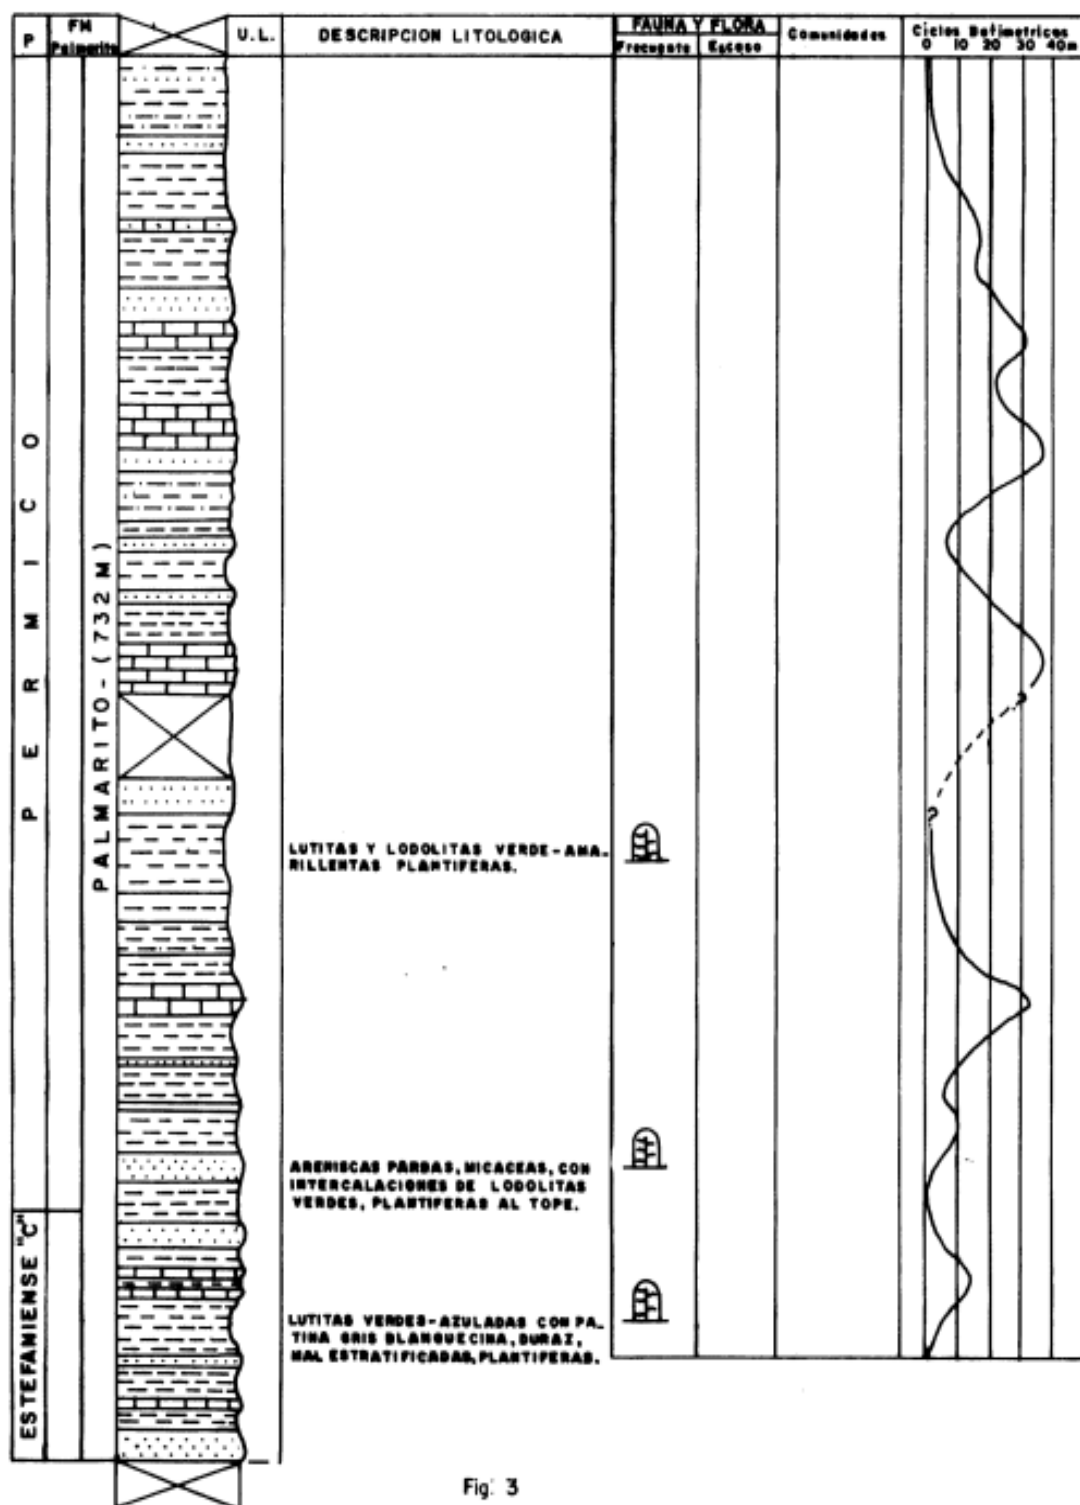 P
FM
Palmarito
U.L.
DESCRIPCION LITOLOGICA
FAUNA Y FLORA
Frecuente Escaso
Comunidades
Ciclos Batimetricos
0 10 20 30 40m
PERMICO
PALMARITO-(732 M)
ESTEFANIENSE "C"
LUTITAS Y LODOLITAS VERDE-AMA-
RILLENTAS PLANTIFERAS.
ARENISCAS PARDAS, MICACEAS, CON
INTERCALACIONES DE LODOLITAS
VERDES, PLANTIFERAS AL TOPE.
LUTITAS VERDES-AZULADAS CON PA-
TINA GRIS BLANQUECINA, DURAZ,
MAL ESTRATIFICADAS, PLANTIFERAS.
?
?
Fig. 3